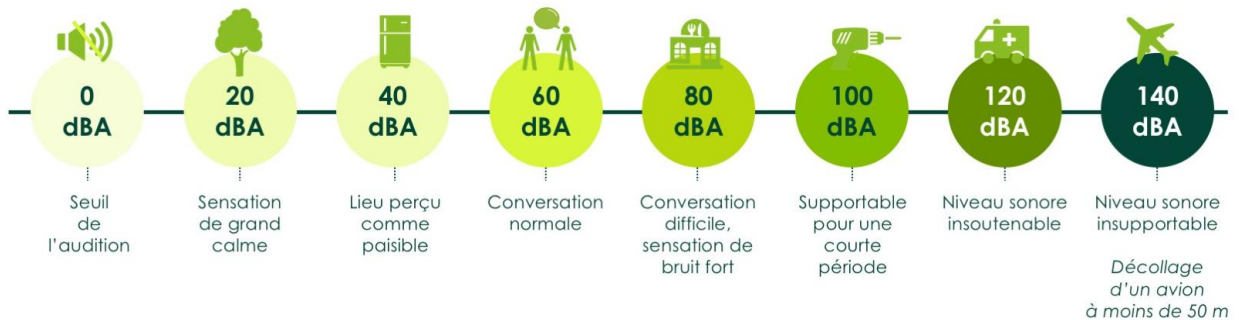 0
dBA
20
dBA
40
dBA
60
dBA
80
dBA
100
dBA
120
dBA
140
dBA
Seuil
de
l'audition
Sensation
de grand
calme
Lieu perçu
comme
paisible
Conversation
normale
Conversation
difficile,
sensation de
bruit fort
Supportable
pour une
courte
période
Niveau sonore
insoutenable
Niveau sonore
insupportable
Décollage
d'un avion
à moins de 50 m